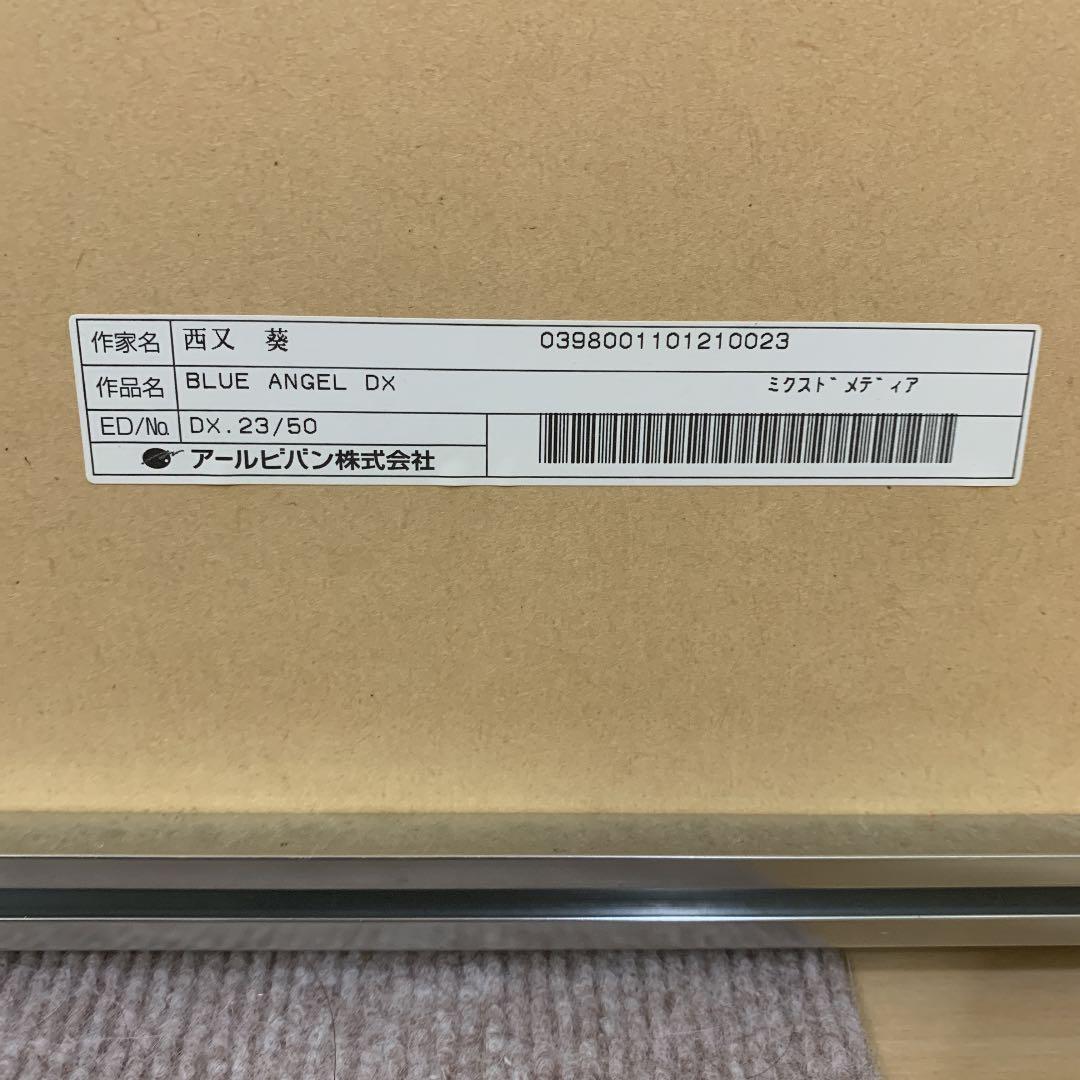 作家名 西又 葵 0398001101210023
作品名 BLUE ANGEL DX ミクストﾞメテﾞィア
ED/No. DX.23/50
アールビバン株式会社